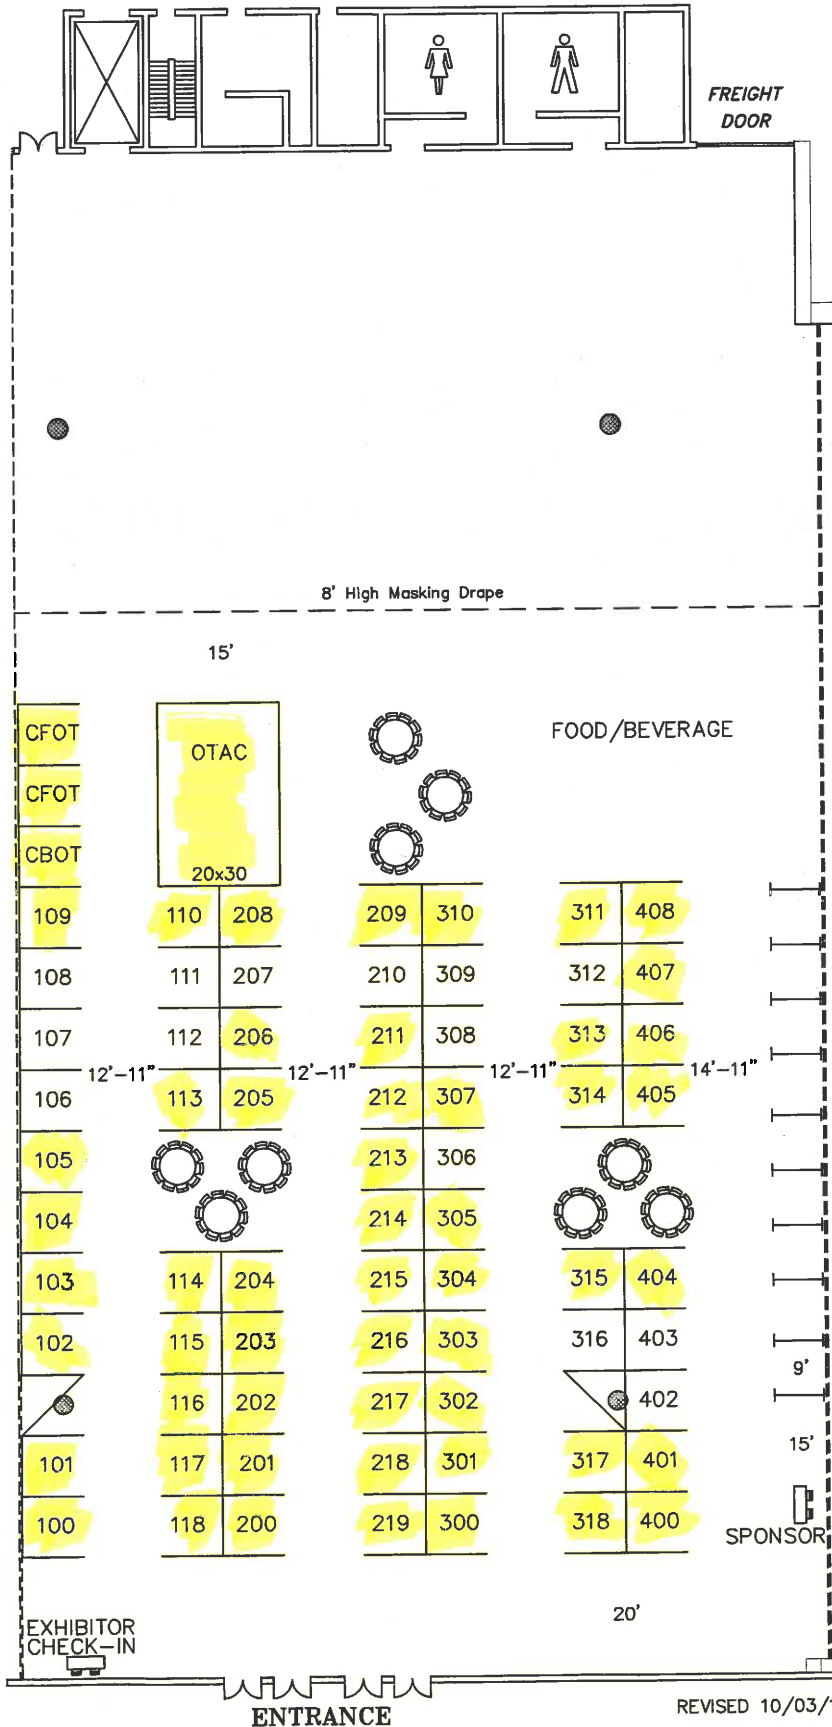 FREIGHT
DOOR
8' High Masking Drape
15'
CFOT
OTAC
FOOD/BEVERAGE
CFOT
CBOT
20x30
109 110 208 209 310 311 408
108 111 207 210 309 312 407
107 112 206 211 308 313 406
12'-11" 12'-11" 12'-11" 14'-11"
106 113 205 212 307 314 405
105 213 306
104 214 305
103 114 204 215 304 315 404
102 115 203 216 303 316 403
9'
116 202 217 302 402
15'
101 117 201 218 301 317 401
100 118 200 219 300 318 400
SPONSOR
20'
EXHIBITOR
CHECK-IN
ENTRANCE
REVISED 10/03/